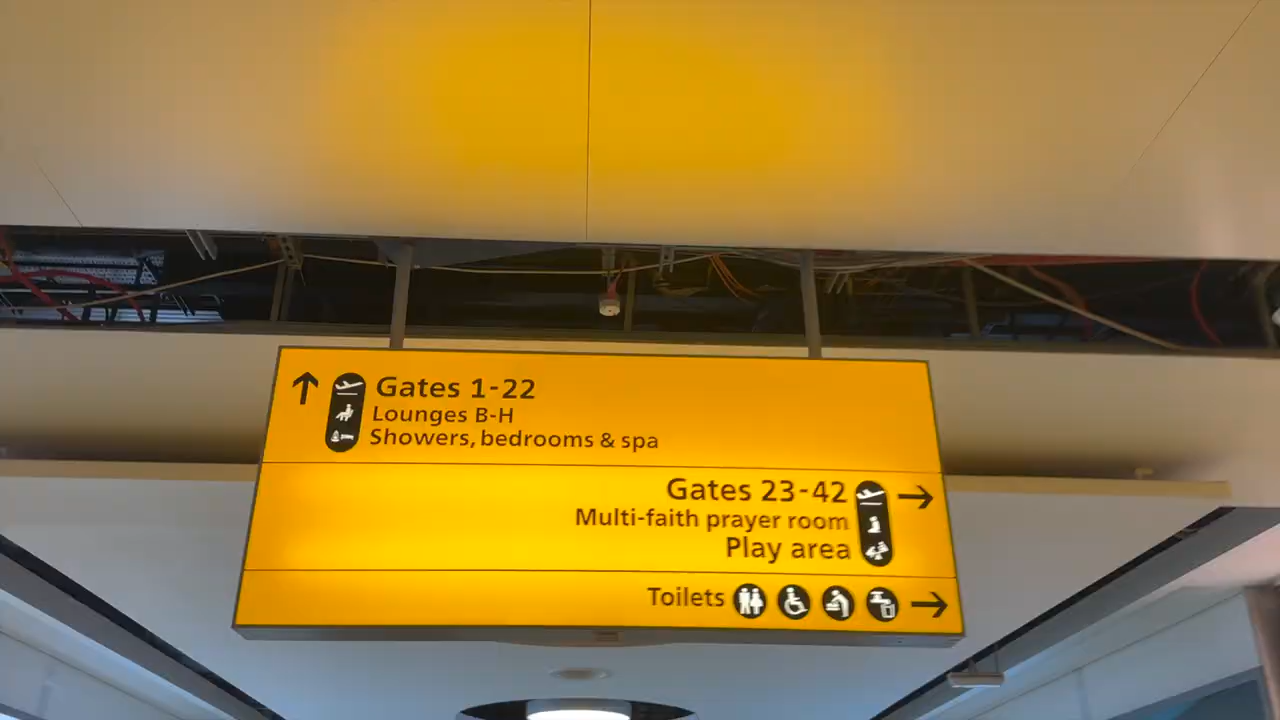 Gates 1-22
Lounges B-H
Showers, bedrooms & spa
Gates 23-42
Multi-faith prayer room
Play area
Toilets